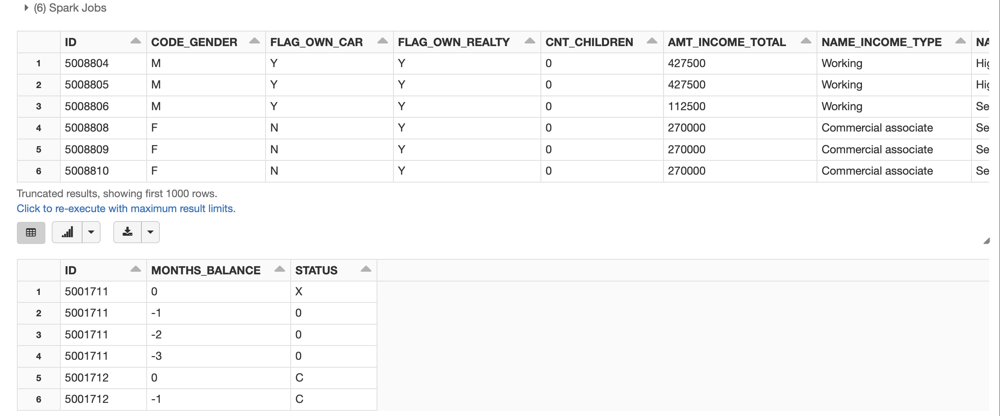 (6) Spark Jobs
ID CODE_GENDER FLAG_OWN_CAR FLAG_OWN_REALTY CNT_CHILDREN AMT_INCOME_TOTAL NAME_INCOME_TYPE NA
1 5008804 M Y Y 0 427500 Working Hig
2 5008805 M Y Y 0 427500 Working Hig
3 5008806 M Y Y 0 112500 Working Se
4 5008808 F N Y 0 270000 Commercial associate Se
5 5008809 F N Y 0 270000 Commercial associate Se
6 5008810 F N Y 0 270000 Commercial associate Se
Truncated results, showing first 1000 rows.
Click to re-execute with maximum result limits.
ID MONTHS_BALANCE STATUS
1 5001711 0 X
2 5001711 -1 0
3 5001711 -2 0
4 5001711 -3 0
5 5001712 0 C
6 5001712 -1 C